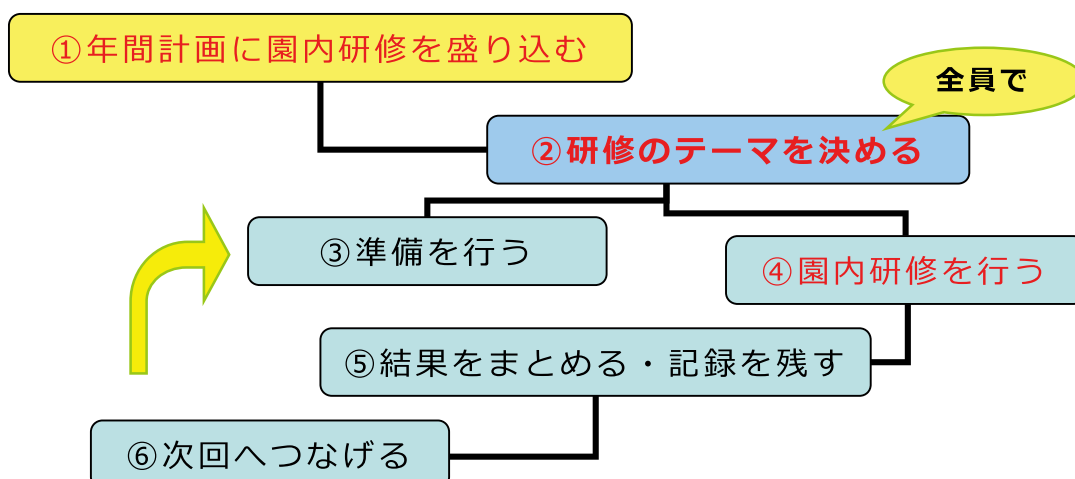 ①年間計画に園内研修を盛り込む
全員で
②研修のテーマを決める
③準備を行う
④園内研修を行う
⑤結果をまとめる・記録を残す
⑥次回へつなげる